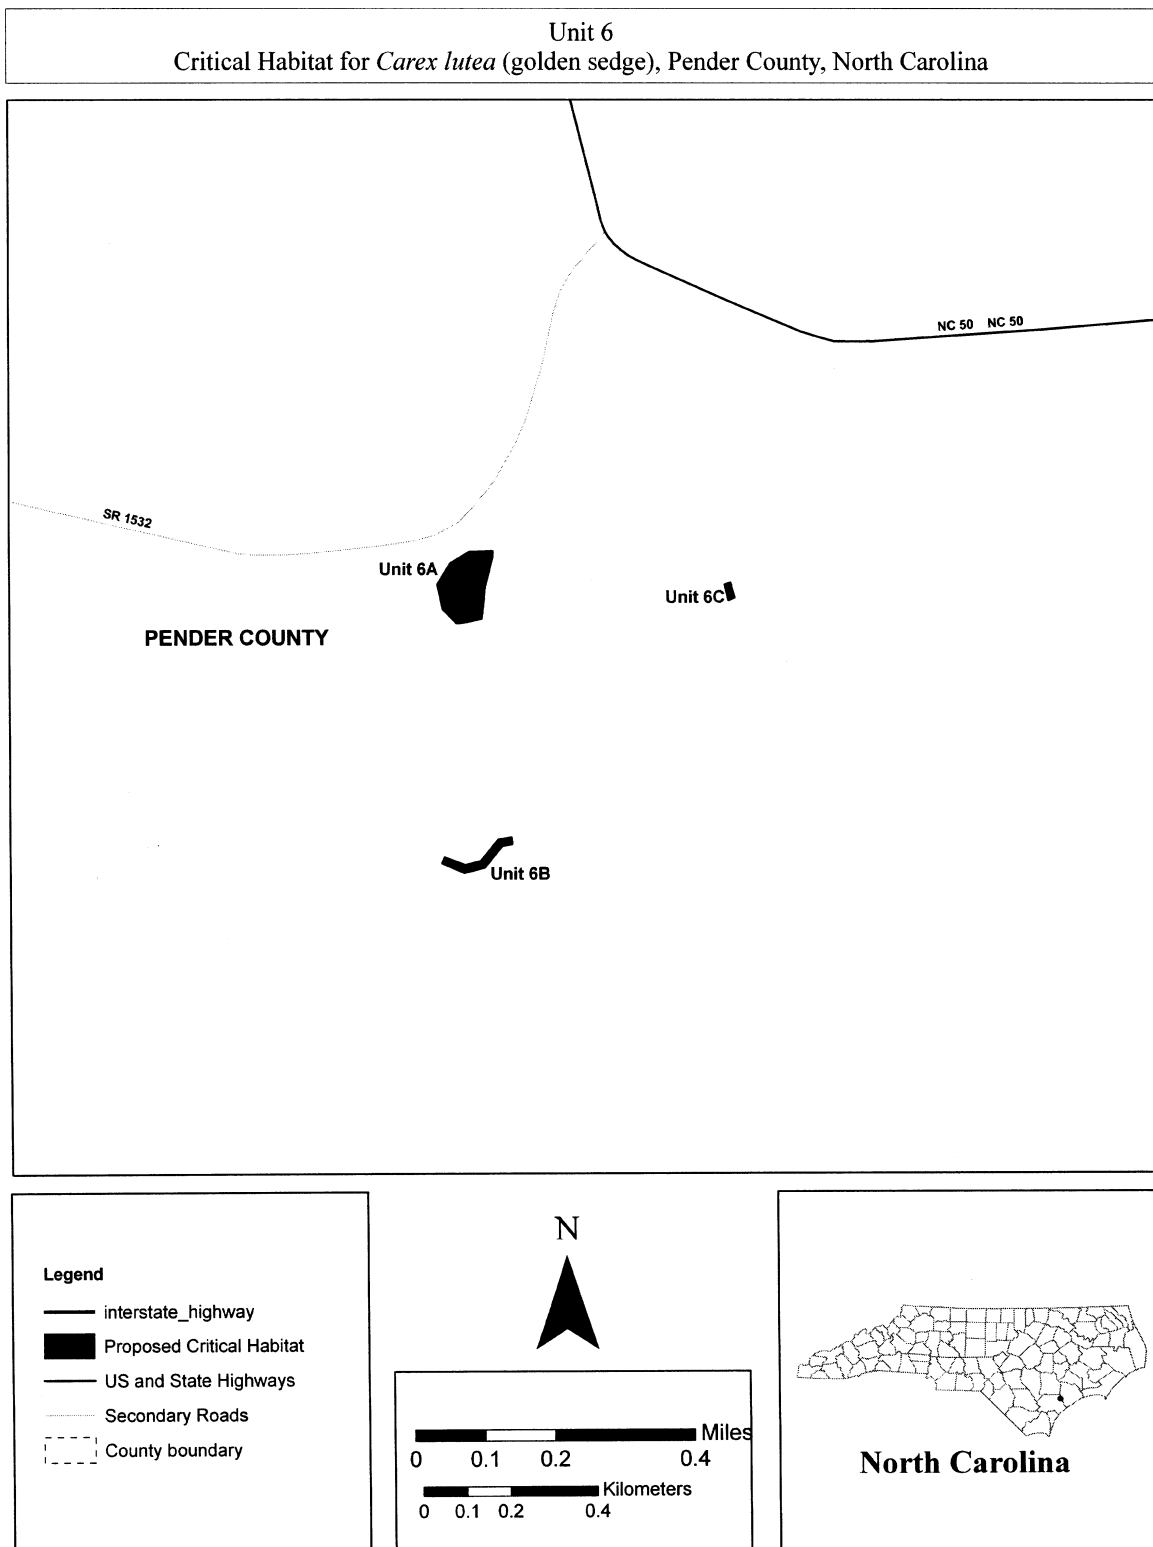 Unit 6
Critical Habitat for Carex lutea (golden sedge), Pender County, North Carolina
NC 50 NC 50
SR 1532
Unit 6A
Unit 6C
PENDER COUNTY
Unit 6B
Legend
interstate_highway
Proposed Critical Habitat
US and State Highways
Secondary Roads
County boundary
N
Miles
0 0.1 0.2 0.4
Kilometers
0 0.1 0.2 0.4
North Carolina